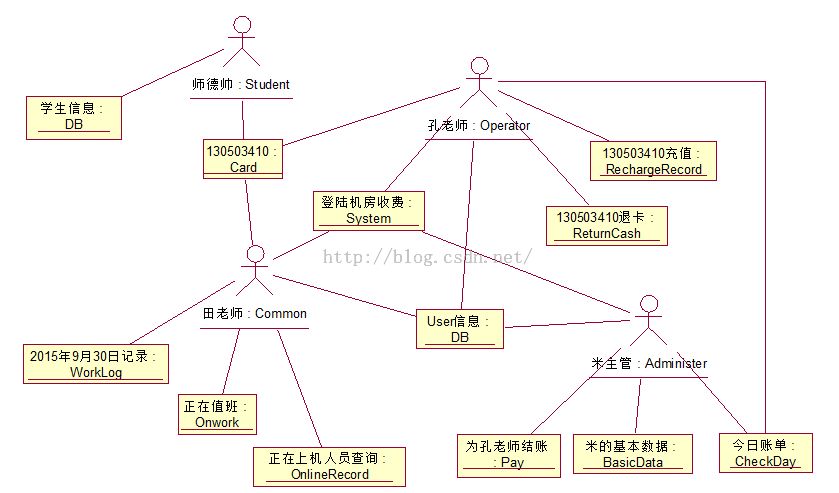 师德帅 : Student
学生信息 :
DB
孔老师 : Operator
130503410 :
Card
130503410充值 :
RechargeRecord
登陆机房收费 :
System
130503410退卡 :
ReturnCash
http://blog.csdn.net/
田老师 : Common
User信息 :
DB
2015年9月30日记录 :
WorkLog
米主管 : Administer
正在值班 :
Onwork
正在上机人员查询 :
OnlineRecord
为孔老师结账
: Pay
米的基本数据 :
BasicData
今日账单 :
CheckDay